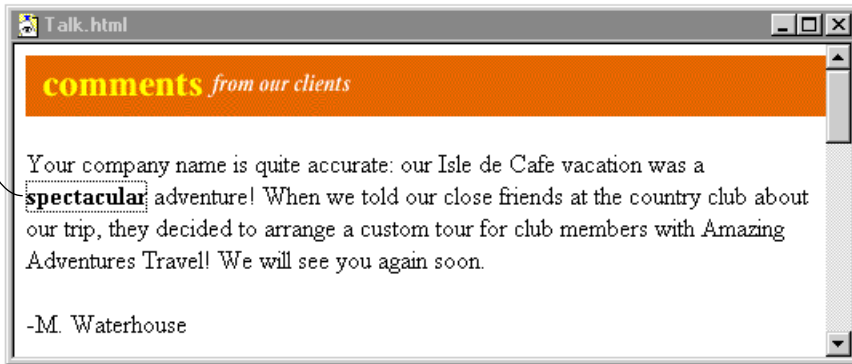 Talk.html
comments from our clients
Your company name is quite accurate: our Isle de Cafe vacation was a
spectacular adventure! When we told our close friends at the country club about
our trip, they decided to arrange a custom tour for club members with Amazing
Adventures Travel! We will see you again soon.
-M. Waterhouse